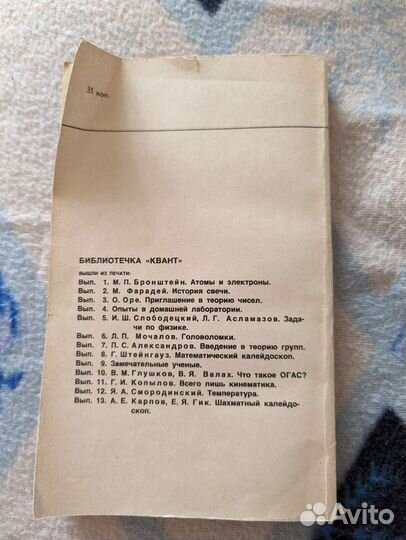 35 коп.
БИБЛИОТЕЧКА «КВАНТ»
ВЫШЛИ ИЗ ПЕЧАТИ:
Вып. 1. М. П. Бронштейн. Атомы и электроны.
Вып. 2. М. Фарадей. История свечи.
Вып. 3. О. Оре. Приглашение в теорию чисел.
Вып. 4. Опыты в домашней лаборатории.
Вып. 5. И. Ш. Слободецкий, Л. Г. Асламазов. Зада-
чи по физике.
Вып. 6. Л. П. Мочалов. Головоломки.
Вып. 7. П. С. Александров. Введение в теорию групп.
Вып. 8. Г. Штейнгауз. Математический калейдоскоп.
Вып. 9. Замечательные ученые.
Вып. 10. В. М. Глушков, В. Я. Валах. Что такое ОГАС?
Вып. 11. Г. И. Копылов. Всего лишь кинематика.
Вып. 12. Я. А. Смородинский. Температура.
Вып. 13. А. Е. Карпов, Е. Я. Гик. Шахматный калейдо-
скоп.
Avito